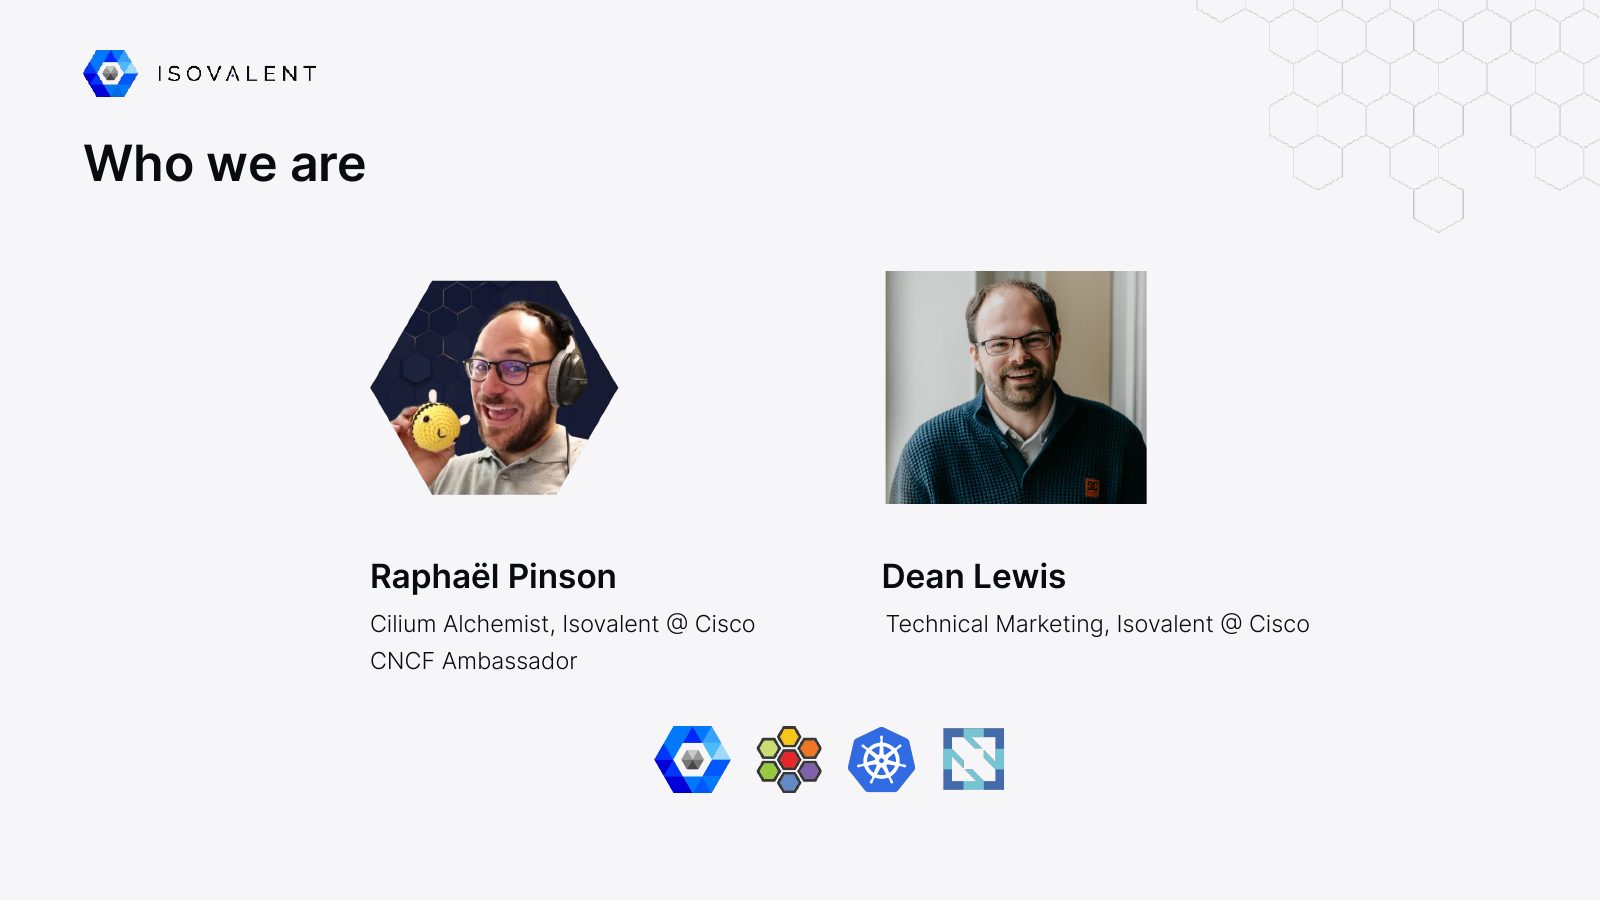 ISOVALENT
Who we are
Raphaël Pinson
Cilium Alchemist, Isovalent @ Cisco
CNCF Ambassador
Dean Lewis
Technical Marketing, Isovalent @ Cisco